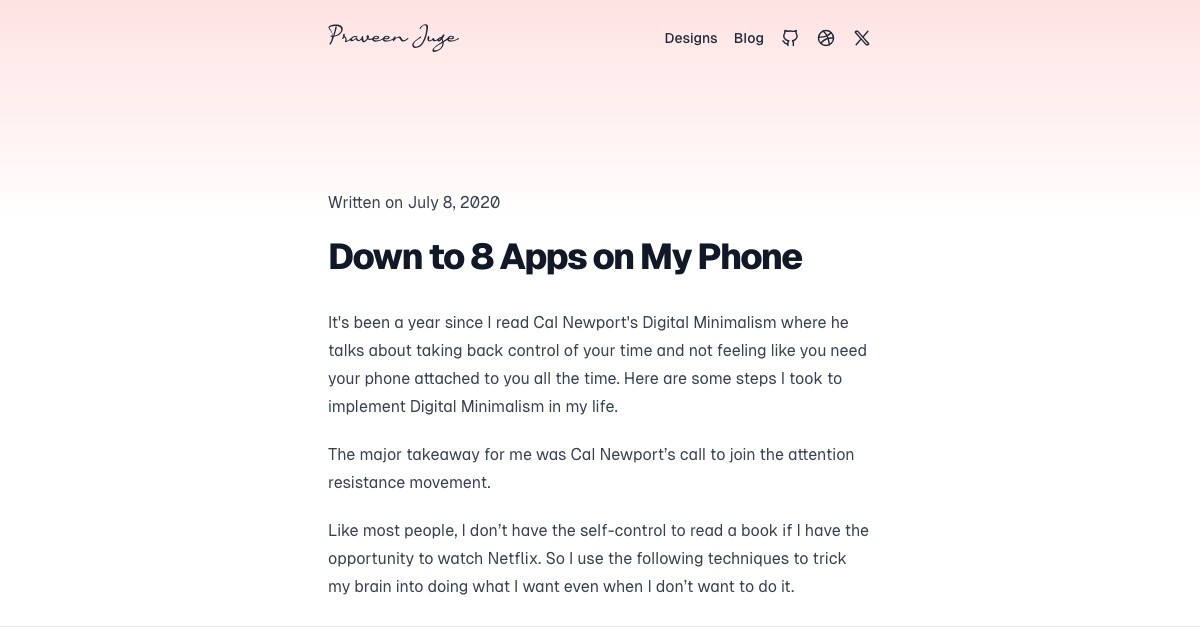 Praveen Juge
Designs Blog
Written on July 8, 2020
Down to 8 Apps on My Phone
It's been a year since I read Cal Newport's Digital Minimalism where he
talks about taking back control of your time and not feeling like you need
your phone attached to you all the time. Here are some steps I took to
implement Digital Minimalism in my life.
The major takeaway for me was Cal Newport’s call to join the attention
resistance movement.
Like most people, I don’t have the self-control to read a book if I have the
opportunity to watch Netflix. So I use the following techniques to trick
my brain into doing what I want even when I don’t want to do it.